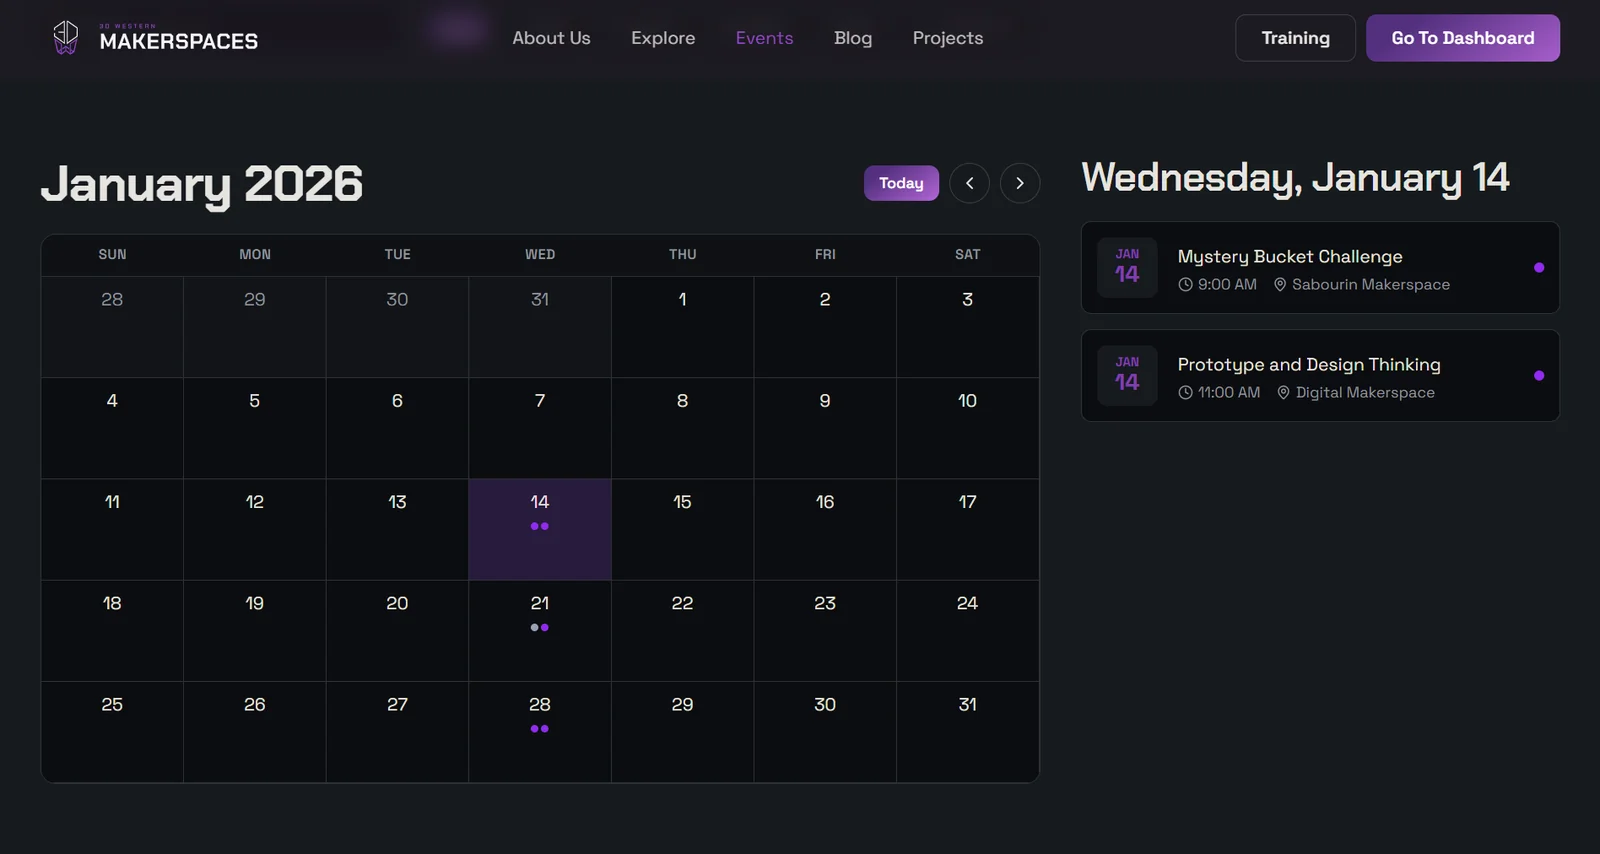 3D WESTERN
MAKERSPACES
About Us
Explore
Events
Blog
Projects
Training
Go To Dashboard
January 2026
Today
SUN MON TUE WED THU FRI SAT
28 29 30 31 1 2 3
4 5 6 7 8 9 10
11 12 13 14 15 16 17
18 19 20 21 22 23 24
25 26 27 28 29 30 31
Wednesday, January 14
JAN
14
Mystery Bucket Challenge
9:00 AM Sabourin Makerspace
JAN
14
Prototype and Design Thinking
11:00 AM Digital Makerspace